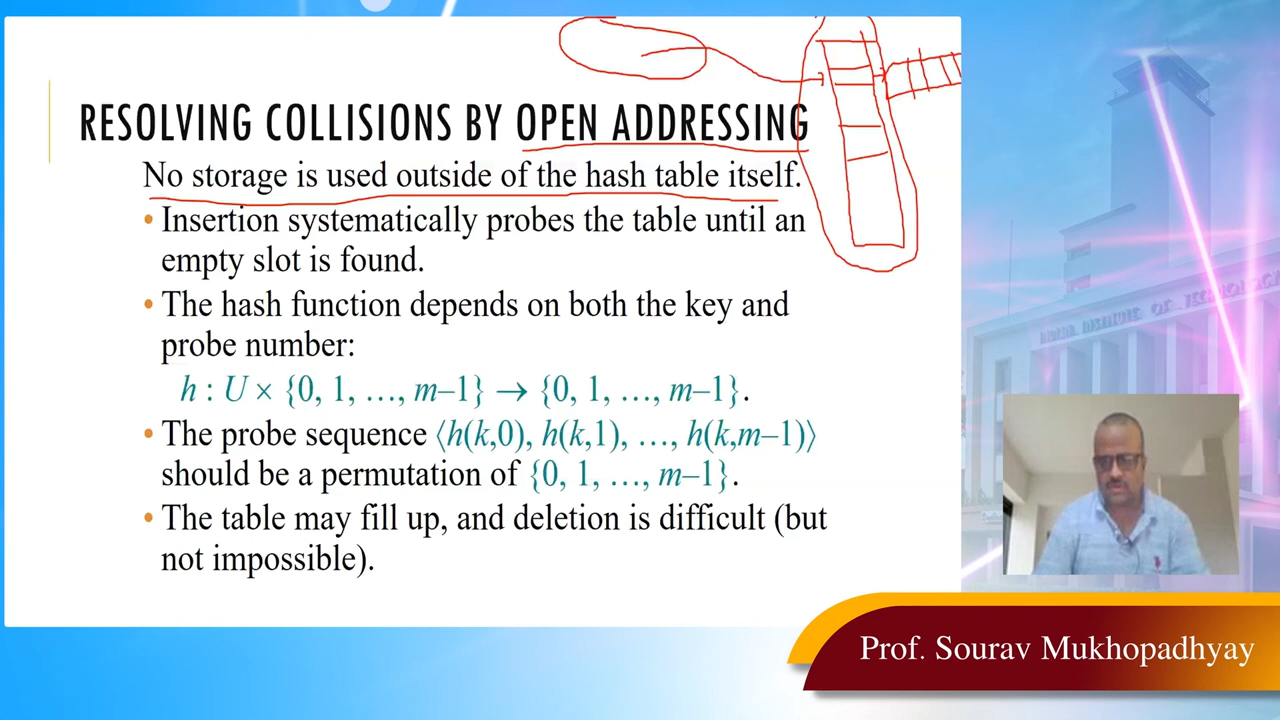 RESOLVING COLLISIONS BY OPEN ADDRESSING
No storage is used outside of the hash table itself.
• Insertion systematically probes the table until an
empty slot is found.
• The hash function depends on both the key and
probe number:
h : U × {0, 1, …, m–1} → {0, 1, …, m–1}.
• The probe sequence ⟨h(k,0), h(k,1), …, h(k,m–1)⟩
should be a permutation of {0, 1, …, m–1}.
• The table may fill up, and deletion is difficult (but
not impossible).
Prof. Sourav Mukhopadhyay